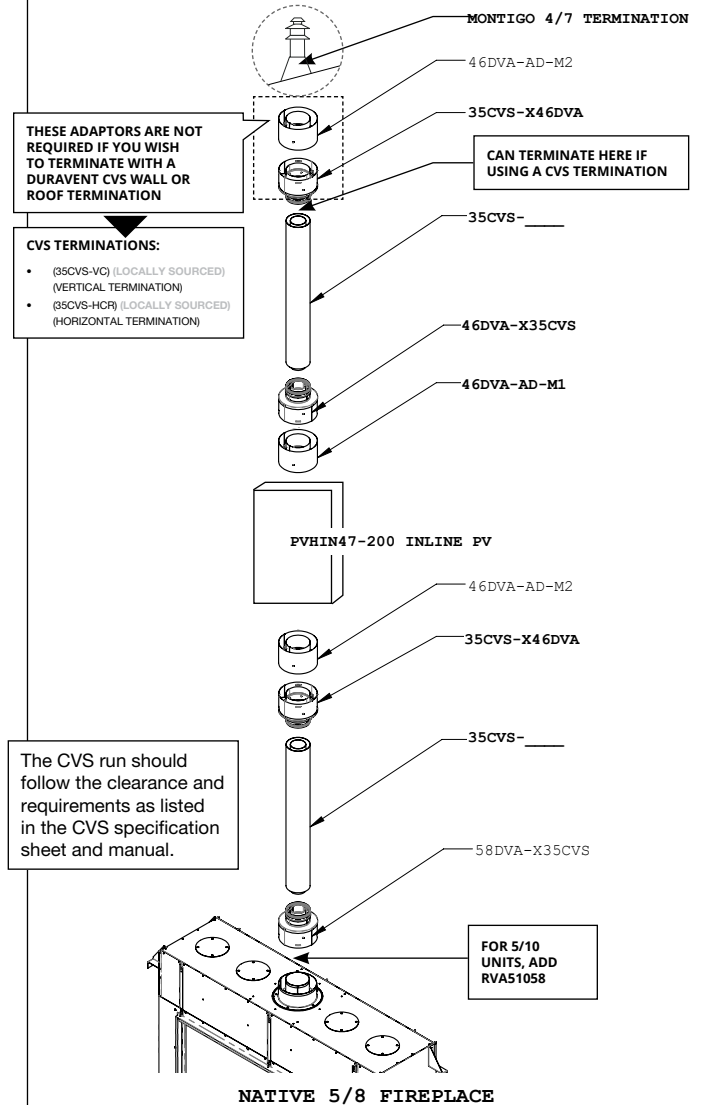 MONTIGO 4/7 TERMINATION
46DVA-AD-M2
35CVS-X46DVA
THESE ADAPTORS ARE NOT
REQUIRED IF YOU WISH
TO TERMINATE WITH A
DURAVENT CVS WALL OR
ROOF TERMINATION
CAN TERMINATE HERE IF
USING A CVS TERMINATION
35CVS-____
CVS TERMINATIONS:
• (35CVS-VC) (LOCALLY SOURCED)
(VERTICAL TERMINATION)
• (35CVS-HCR) (LOCALLY SOURCED)
(HORIZONTAL TERMINATION)
46DVA-X35CVS
46DVA-AD-M1
PVHIN47-200 INLINE PV
46DVA-AD-M2
35CVS-X46DVA
35CVS-____
The CVS run should
follow the clearance and
requirements as listed
in the CVS specification
sheet and manual.
58DVA-X35CVS
FOR 5/10
UNITS, ADD
RVA51058
NATIVE 5/8 FIREPLACE